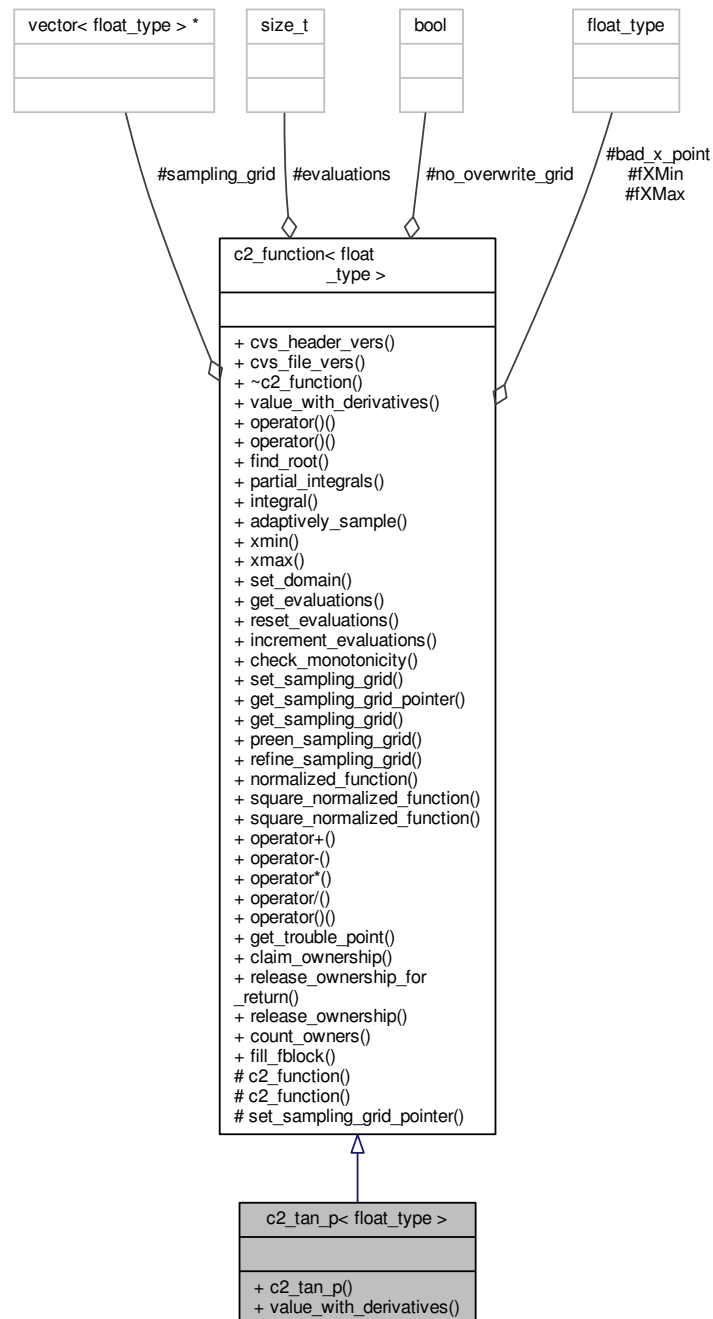 vector< float_type > *
size_t
bool
float_type
#sampling_grid
#evaluations
#no_overwrite_grid
#bad_x_point
#fXMin
#fXMax
c2_function< float
_type >
+ cvs_header_vers()
+ cvs_file_vers()
+ ~c2_function()
+ value_with_derivatives()
+ operator()()
+ operator()()
+ find_root()
+ partial_integrals()
+ integral()
+ adaptively_sample()
+ xmin()
+ xmax()
+ set_domain()
+ get_evaluations()
+ reset_evaluations()
+ increment_evaluations()
+ check_monotonicity()
+ set_sampling_grid()
+ get_sampling_grid_pointer()
+ get_sampling_grid()
+ preen_sampling_grid()
+ refine_sampling_grid()
+ normalized_function()
+ square_normalized_function()
+ square_normalized_function()
+ operator+()
+ operator-()
+ operator*()
+ operator/()
+ operator()()
+ get_trouble_point()
+ claim_ownership()
+ release_ownership_for
_return()
+ release_ownership()
+ count_owners()
+ fill_fblock()
# c2_function()
# c2_function()
# set_sampling_grid_pointer()
c2_tan_p< float_type >
+ c2_tan_p()
+ value_with_derivatives()